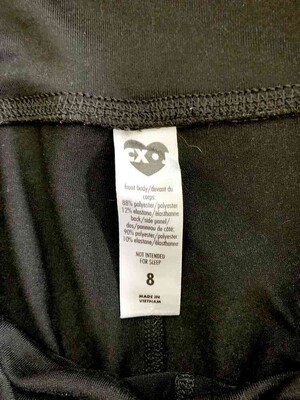 CXO
front body/devant du
corps:
88% polyester/polyester
12% elastane/élasthanne
back/side panel/
dos/panneau de côté:
90% polyester/polyester
10% elastane/élasthanne
NOT INTENDED
FOR SLEEP
8
MADE IN
VIETNAM